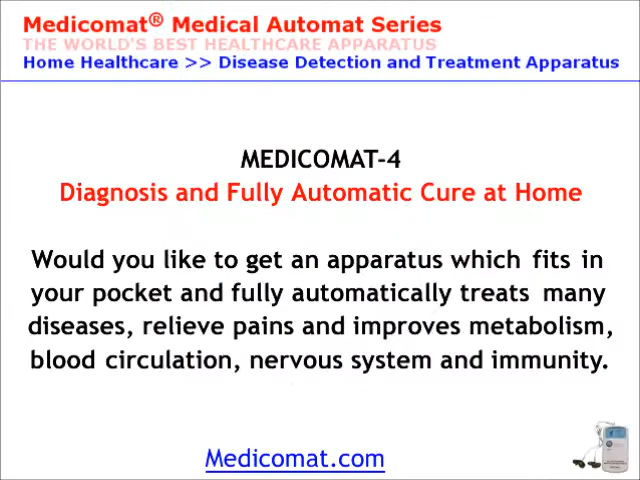 Medicomat® Medical Automat Series
THE WORLD'S BEST HEALTHCARE APPARATUS
Home Healthcare >> Disease Detection and Treatment Apparatus
MEDICOMAT-4
Diagnosis and Fully Automatic Cure at Home
Would you like to get an apparatus which fits in
your pocket and fully automatically treats many
diseases, relieve pains and improves metabolism,
blood circulation, nervous system and immunity.
Medicomat.com